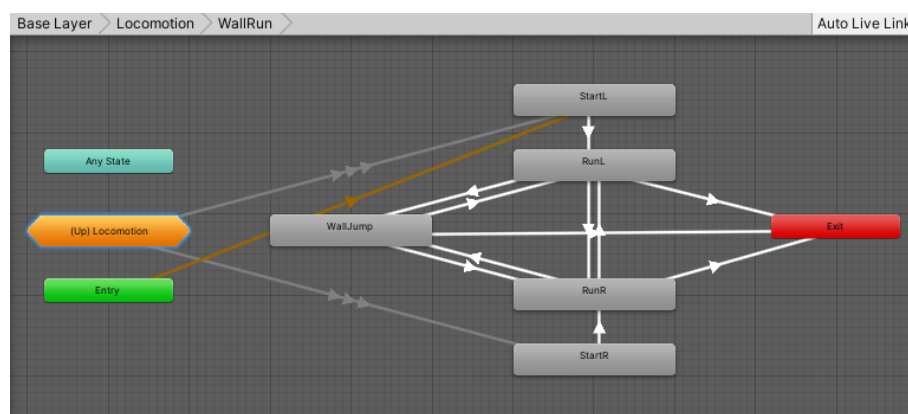 Base Layer Locomotion WallRun Auto Live Link
StartL
Any State
RunL
(Up) Locomotion
WallJump
Exit
Entry
RunR
StartR